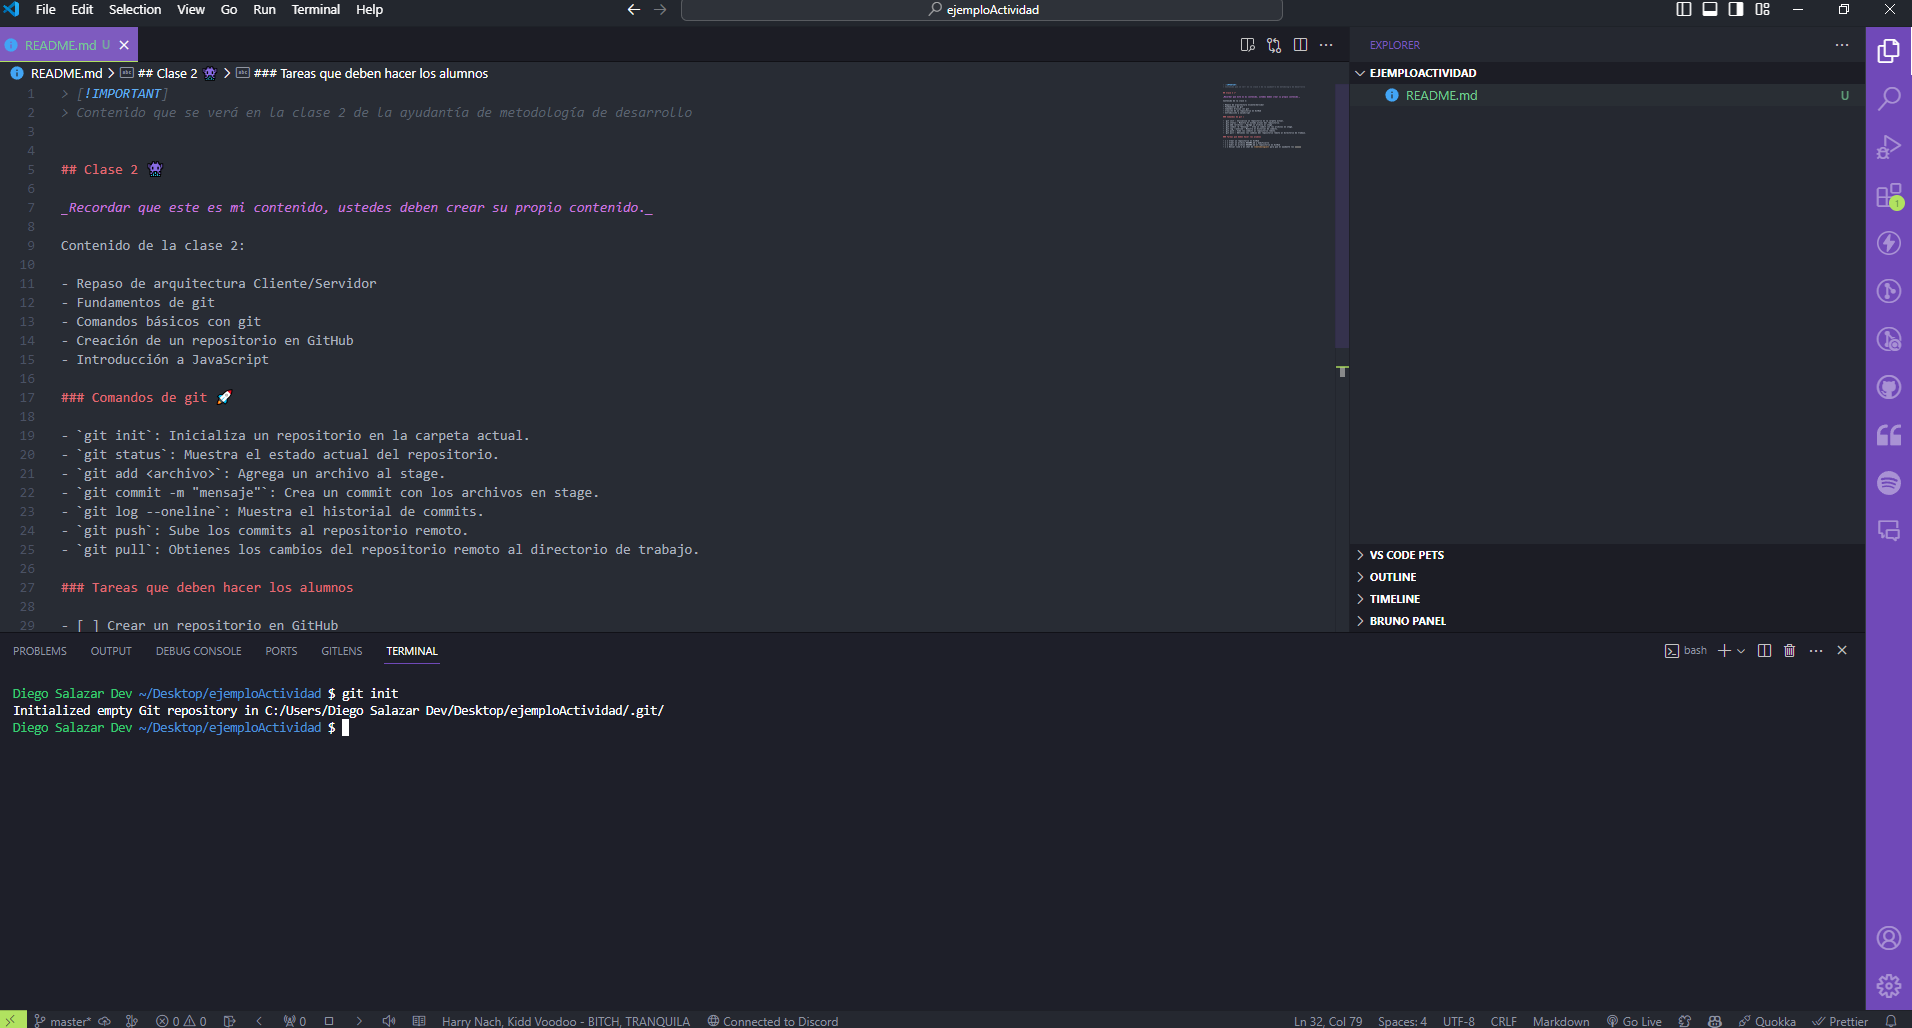 File Edit Selection View Go Run Terminal Help
ejemploActividad
README.md U
README.md > ## Clase 2 > ### Tareas que deben hacer los alumnos
1 > [!IMPORTANT]
2 > Contenido que se verá en la clase 2 de la ayudantía de metodología de desarrollo
3
4
5 ## Clase 2 👾
6
7 _Recordar que este es mi contenido, ustedes deben crear su propio contenido._
8
9 Contenido de la clase 2:
10
11 - Repaso de arquitectura Cliente/Servidor
12 - Fundamentos de git
13 - Comandos básicos con git
14 - Creación de un repositorio en GitHub
15 - Introducción a JavaScript
16
17 ### Comandos de git 🚀
18
19 - `git init`: Inicializa un repositorio en la carpeta actual.
20 - `git status`: Muestra el estado actual del repositorio.
21 - `git add <archivo>`: Agrega un archivo al stage.
22 - `git commit -m "mensaje"`: Crea un commit con los archivos en stage.
23 - `git log --oneline`: Muestra el historial de commits.
24 - `git push`: Sube los commits al repositorio remoto.
25 - `git pull`: Obtienes los cambios del repositorio remoto al directorio de trabajo.
26
27 ### Tareas que deben hacer los alumnos
28
29 - [ ] Crear un repositorio en GitHub
EXPLORER
EJEMPLOACTIVIDAD
README.md U
VS CODE PETS
OUTLINE
TIMELINE
BRUNO PANEL
1
PROBLEMS OUTPUT DEBUG CONSOLE PORTS GITLENS TERMINAL
bash
Diego Salazar Dev ~/Desktop/ejemploActividad $ git init
Initialized empty Git repository in C:/Users/Diego Salazar Dev/Desktop/ejemploActividad/.git/
Diego Salazar Dev ~/Desktop/ejemploActividad $
master* 0 0 0 Harry Nach, Kidd Voodoo - BITCH, TRANQUILA Connected to Discord Ln 32, Col 79 Spaces: 4 UTF-8 CRLF Markdown Go Live Quokka Prettier